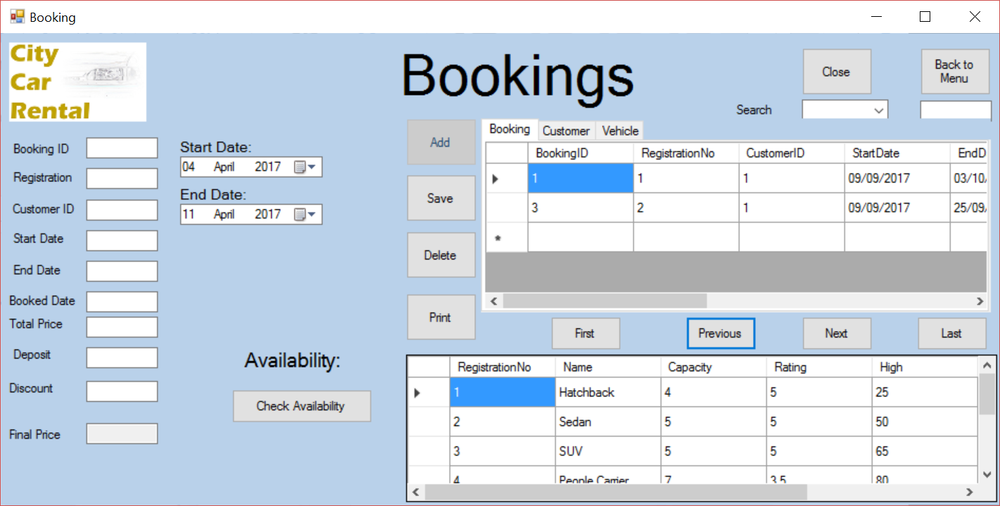 Booking
City
Car
Rental
Bookings
Close
Back to
Menu
Search
Booking ID
Registration
Customer ID
Start Date
End Date
Booked Date
Total Price
Deposit
Discount
Final Price
Start Date:
04 April 2017
End Date:
11 April 2017
Availability:
Check Availability
Add
Save
Delete
Print
Booking Customer Vehicle
BookingID RegistrationNo CustomerID StartDate EndD
1 1 1 09/09/2017 03/10/
3 2 1 09/09/2017 25/09/
*
First Previous Next Last
RegistrationNo Name Capacity Rating High
1 Hatchback 4 5 25
2 Sedan 5 5 50
3 SUV 5 5 65
4 People Carrier 7 3.5 80